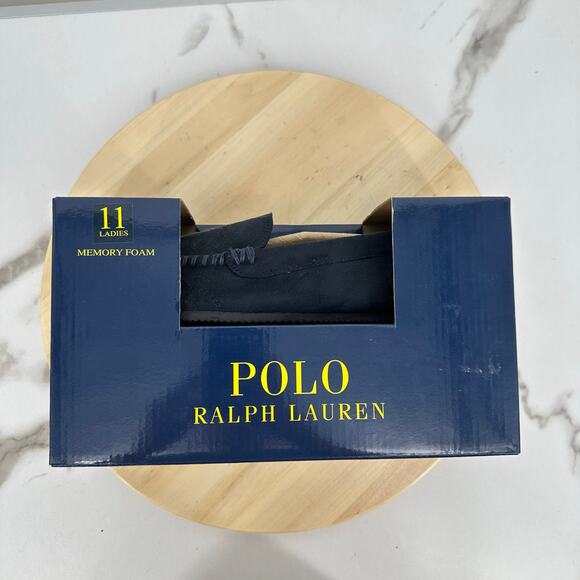 11
LADIES
MEMORY FOAM
POLO
RALPH LAUREN